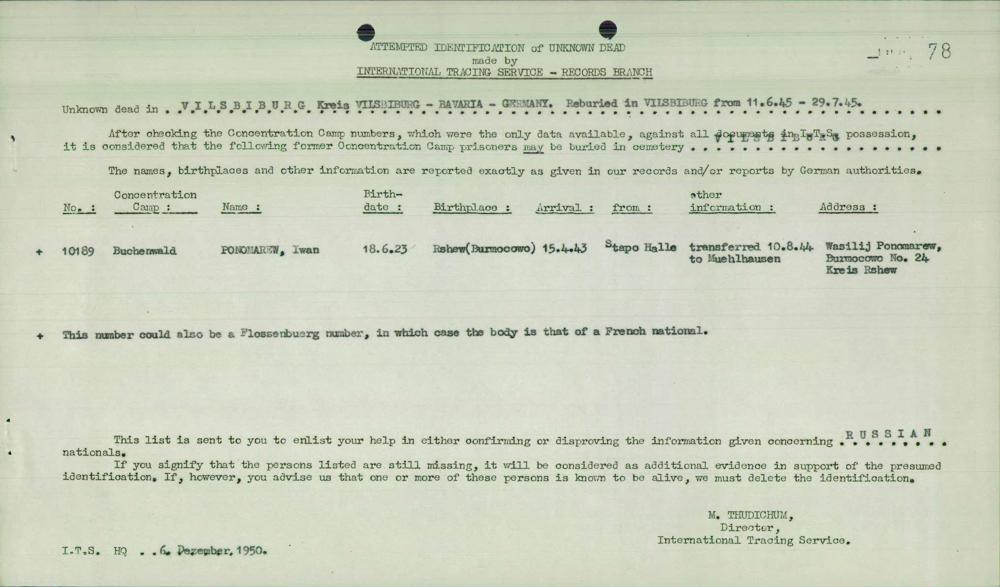 ATTEMPTED IDENTIFICATION of UNKNOWN DEAD
made by
INTERNATIONAL TRACING SERVICE - RECORDS BRANCH
78
Unknown dead in . .V.I.L.S.B.I.B.U.R.G. Kreis VILSBIBURG - BAVARIA - GERMANY. Reburied in VILSBIBURG from 11.6.45 - 29.7.45.
After checking the Concentration Camp numbers, which were the only data available, against all documents in I.T.S. possession,
it is considered that the following former Concentration Camp prisoners may be buried in cemetery . . VILSBIBURG . . . . .
The names, birthplaces and other information are reported exactly as given in our records and/or reports by German authorities.
No. : Concentration Camp : Name : Birth-date : Birthplace : Arrival : from : other information : Address :
+ 10189 Buchenwald PONOMAREW, Iwan 18.6.23 Rshew(Burmocowo) 15.4.43 Stapo Halle transferred 10.8.44 Wasilij Ponomarew,
to Muehlhausen Burmocowo No. 24
Kreis Rshew
+ This number could also be a Flossenbuerg number, in which case the body is that of a French national.
This list is sent to you to enlist your help in either confirming or disproving the information given concerning . R U S S I A N . .
nationals.
If you signify that the persons listed are still missing, it will be considered as additional evidence in support of the presumed
identification. If, however, you advise us that one or more of these persons is known to be alive, we must delete the identification.
M. THUDICHUM,
Director,
International Tracing Service.
I.T.S. HQ . . 6. Dezember, 1950.